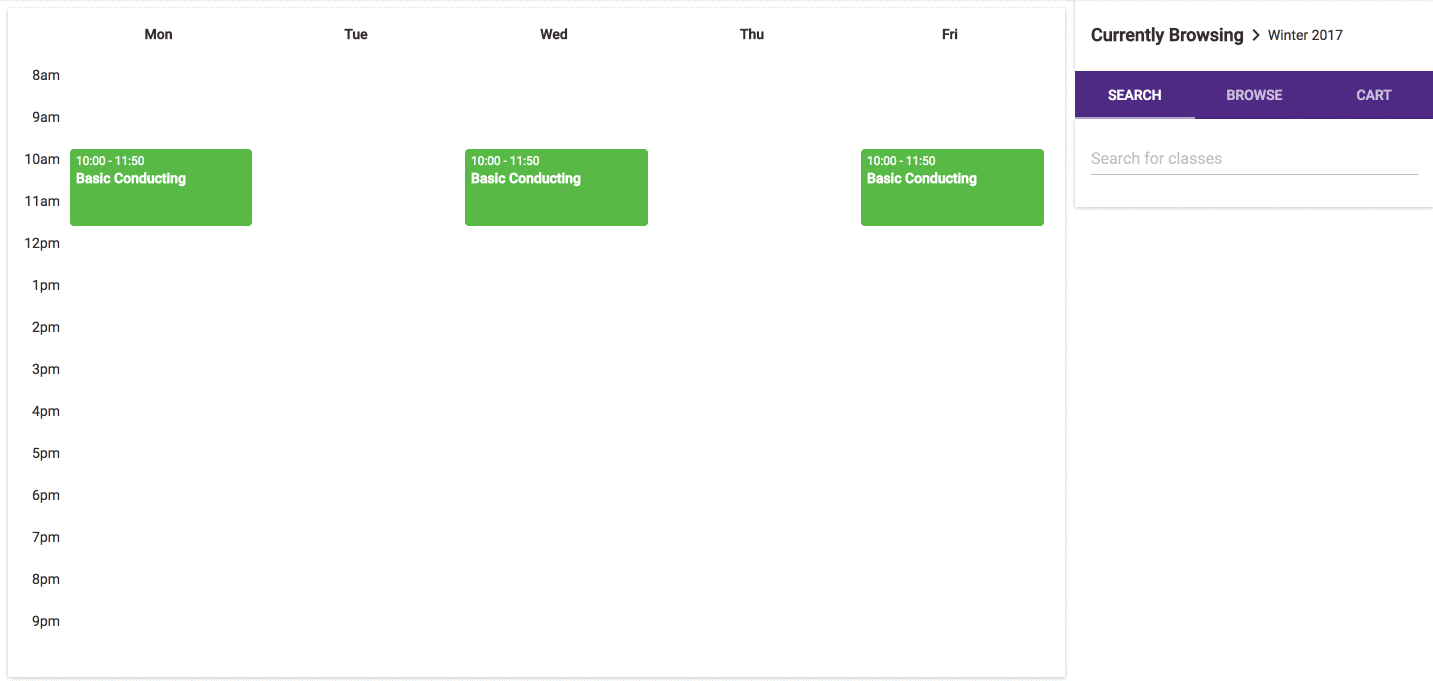 Mon Tue Wed Thu Fri
8am
9am
10am
11am
12pm
1pm
2pm
3pm
4pm
5pm
6pm
7pm
8pm
9pm
10:00 - 11:50
Basic Conducting
10:00 - 11:50
Basic Conducting
10:00 - 11:50
Basic Conducting
Currently Browsing > Winter 2017
SEARCH BROWSE CART
Search for classes